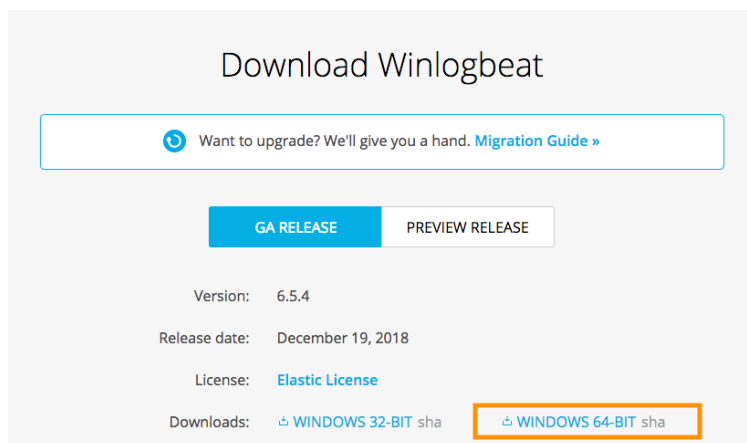 Download Winlogbeat
Want to upgrade? We'll give you a hand. Migration Guide »
GA RELEASE PREVIEW RELEASE
Version: 6.5.4
Release date: December 19, 2018
License: Elastic License
Downloads: WINDOWS 32-BIT sha WINDOWS 64-BIT sha